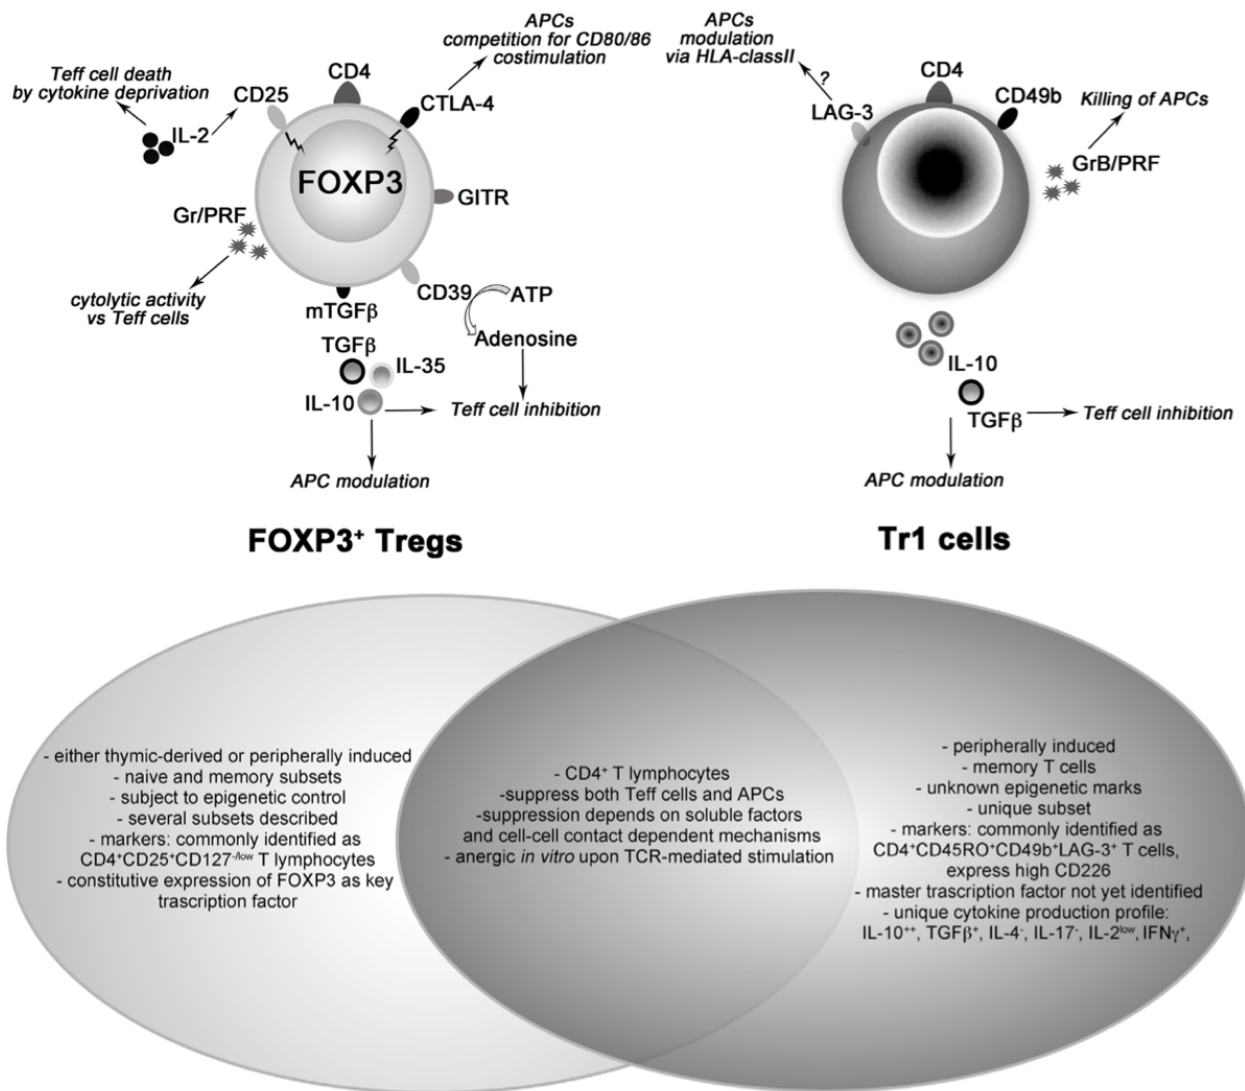 APCs
competition for CD80/86
costimulation
Teff cell death
by cytokine deprivation
CD25
CD4
CTLA-4
IL-2
FOXP3
GITR
Gr/PRF
cytolytic activity
vs Teff cells
mTGFβ
CD39
ATP
Adenosine
TGFβ
IL-35
IL-10
Teff cell inhibition
APC modulation
FOXP3⁺ Tregs
APCs
modulation
via HLA-classII
?
LAG-3
CD4
CD49b
Killing of APCs
GrB/PRF
IL-10
TGFβ
Teff cell inhibition
APC modulation
Tr1 cells
- either thymic-derived or peripherally induced
- naive and memory subsets
- subject to epigenetic control
- several subsets described
- markers: commonly identified as
CD4⁺CD25⁺CD127⁻/ˡᵒʷ T lymphocytes
- constitutive expression of FOXP3 as key
trascription factor
- CD4⁺ T lymphocytes
-suppress both Teff cells and APCs
-suppression depends on soluble factors
and cell-cell contact dependent mechanisms
- anergic in vitro upon TCR-mediated stimulation
- peripherally induced
- memory T cells
- unknown epigenetic marks
- unique subset
- markers: commonly identified as
CD4⁺CD45RO⁺CD49b⁺LAG-3⁺ T cells,
express high CD226
- master trascription factor not yet identified
- unique cytokine production profile:
IL-10⁺⁺, TGFβ⁺, IL-4⁻, IL-17⁻, IL-2ˡᵒʷ, IFNγ⁺,